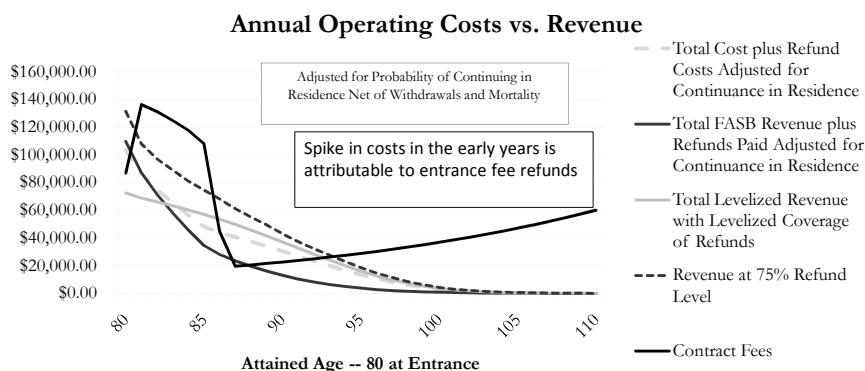 Annual Operating Costs vs. Revenue
$160,000.00
$140,000.00
$120,000.00
$100,000.00
$80,000.00
$60,000.00
$40,000.00
$20,000.00
$0.00
Adjusted for Probability of Continuing in
Residence Net of Withdrawals and Mortality
Spike in costs in the early years is
attributable to entrance fee refunds
80
85
90
95
100
105
110
Attained Age -- 80 at Entrance
Total Cost plus Refund
Costs Adjusted for
Continuance in Residence
Total FASB Revenue plus
Refunds Paid Adjusted for
Continuance in Residence
Total Levelized Revenue
with Levelized Coverage
of Refunds
Revenue at 75% Refund
Level
Contract Fees